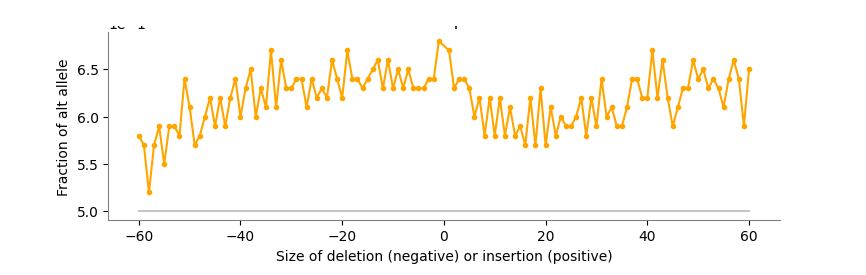 Fraction of alt allele
6.5
6.0
5.5
5.0
−60 −40 −20 0 20 40 60
Size of deletion (negative) or insertion (positive)